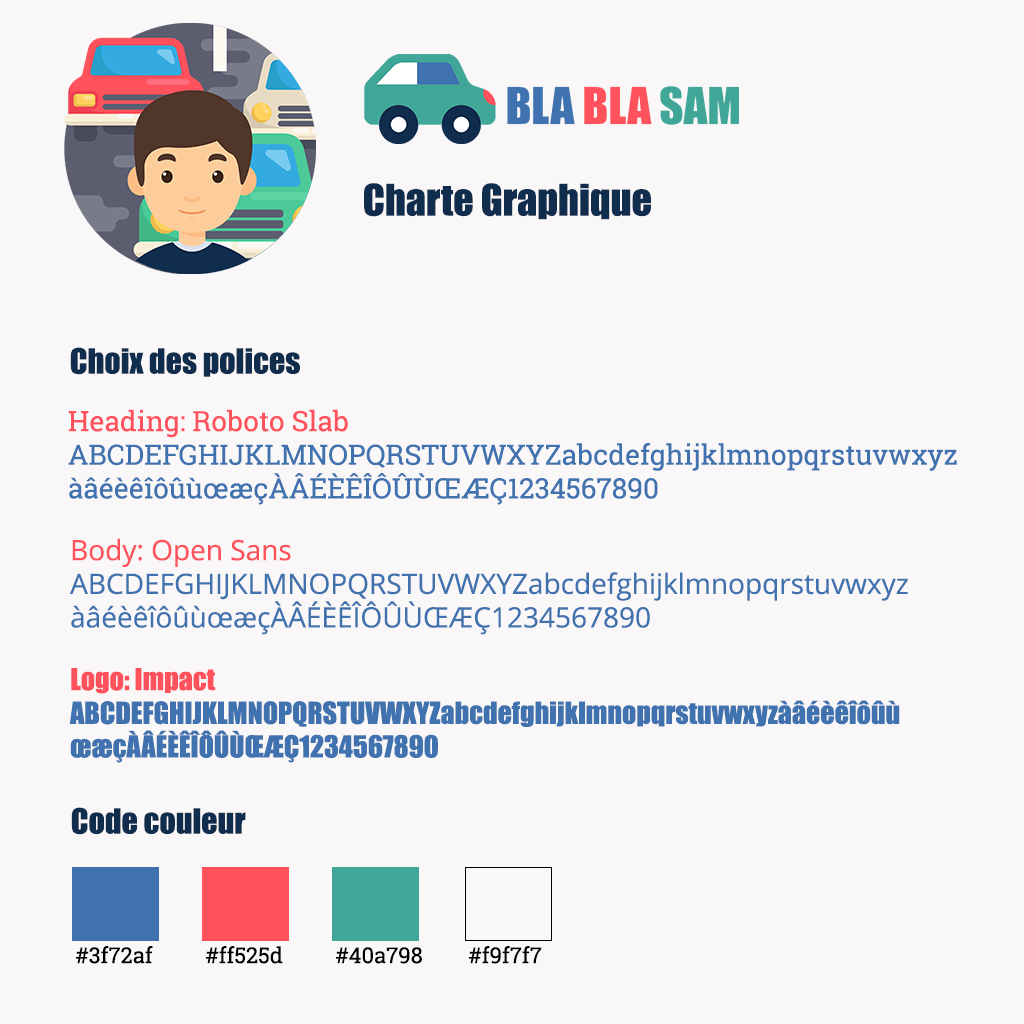 BLA BLA SAM
Charte Graphique
Choix des polices
Heading: Roboto Slab
ABCDEFGHIJKLMNOPQRSTUVWXYZabcdefghijklmnopqrstuvwxyz
àâéèêîôûùœæçÀÂÉÈÊÎÔÛÙŒÆÇ1234567890
Body: Open Sans
ABCDEFGHIJKLMNOPQRSTUVWXYZabcdefghijklmnopqrstuvwxyz
àâéèêîôûùœæçÀÂÉÈÊÎÔÛÙŒÆÇ1234567890
Logo: Impact
ABCDEFGHIJKLMNOPQRSTUVWXYZabcdefghijklmnopqrstuvwxyzàâéèêîôûù
œæçÀÂÉÈÊÎÔÛÙŒÆÇ1234567890
Code couleur
#3f72af #ff525d #40a798 #f9f7f7